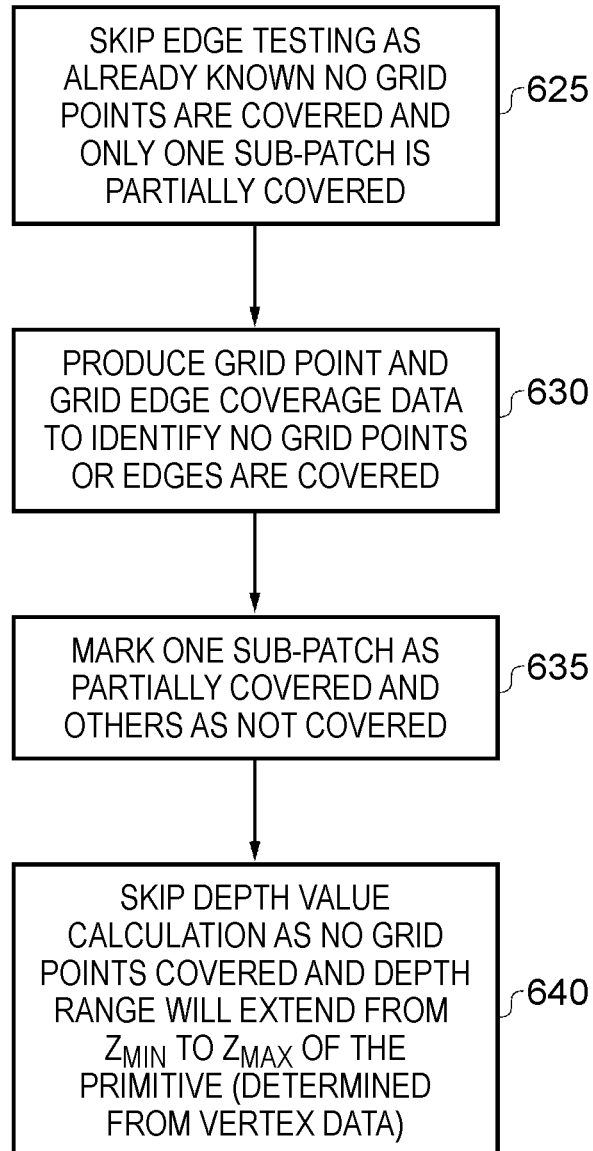 SKIP EDGE TESTING AS
ALREADY KNOWN NO GRID
POINTS ARE COVERED AND
ONLY ONE SUB-PATCH IS
PARTIALLY COVERED
625
PRODUCE GRID POINT AND
GRID EDGE COVERAGE DATA
TO IDENTIFY NO GRID POINTS
OR EDGES ARE COVERED
630
MARK ONE SUB-PATCH AS
PARTIALLY COVERED AND
OTHERS AS NOT COVERED
635
SKIP DEPTH VALUE
CALCULATION AS NO GRID
POINTS COVERED AND DEPTH
RANGE WILL EXTEND FROM
ZMIN TO ZMAX OF THE
PRIMITIVE (DETERMINED
FROM VERTEX DATA)
640